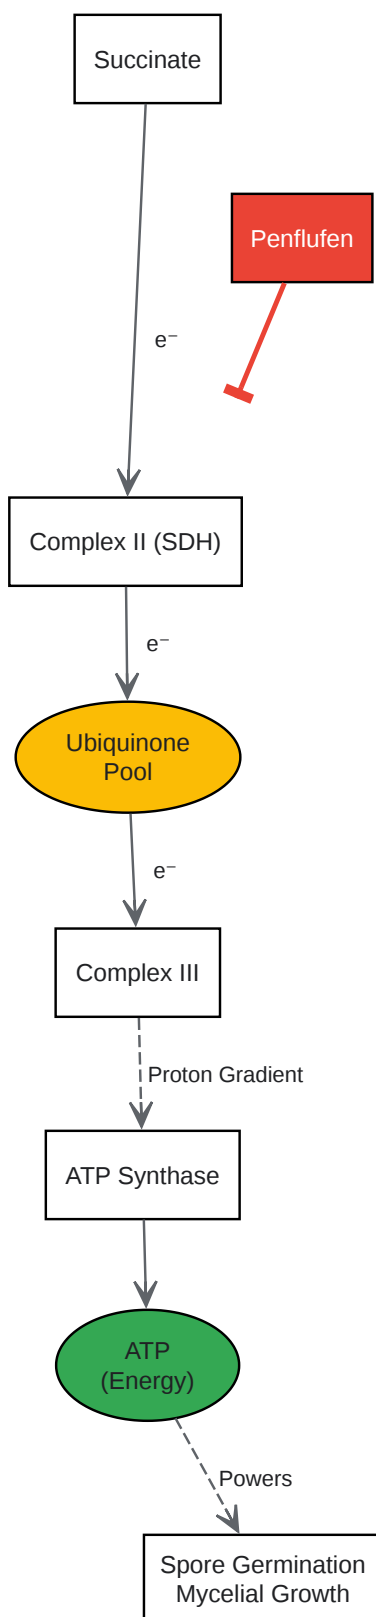 Succinate
Penflufen
e⁻
Complex II (SDH)
e⁻
Ubiquinone
Pool
e⁻
Complex III
Proton Gradient
ATP Synthase
ATP
(Energy)
Powers
Spore Germination
Mycelial Growth